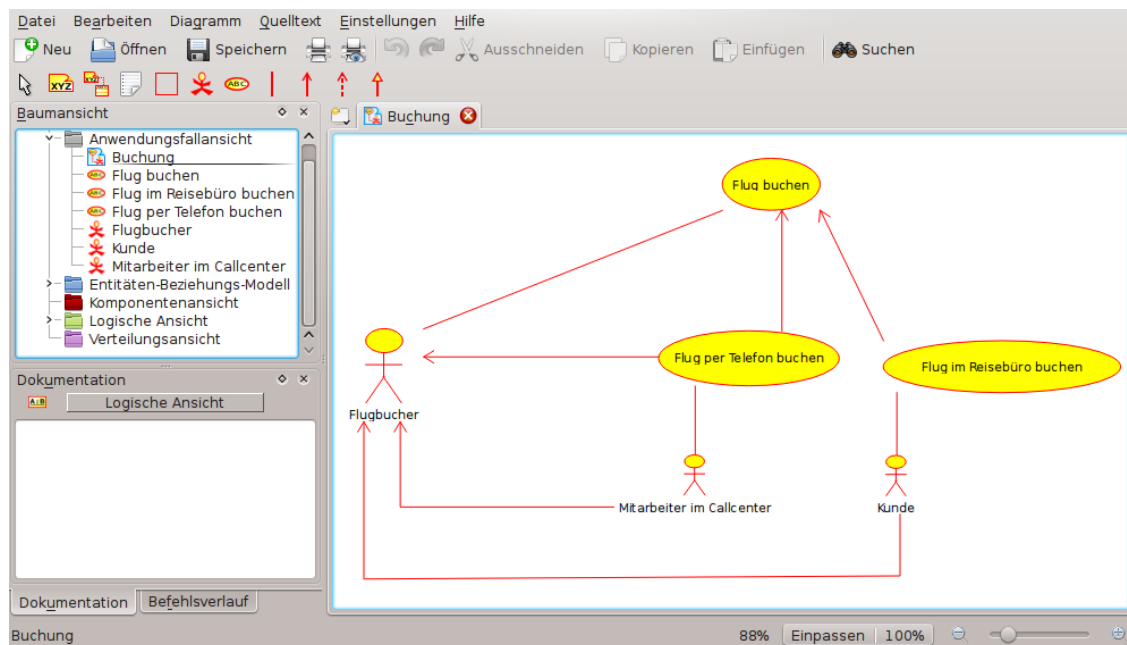 Datei Bearbeiten Diagramm Quelltext Einstellungen Hilfe
Neu Öffnen Speichern Ausschneiden Kopieren Einfügen Suchen
XYZ ABC
Baumansicht
Anwendungsfallansicht
Buchung
Flug buchen
Flug im Reisebüro buchen
Flug per Telefon buchen
Flugbucher
Kunde
Mitarbeiter im Callcenter
Entitäten-Beziehungs-Modell
Komponentenansicht
Logische Ansicht
Verteilungsansicht
Dokumentation
Logische Ansicht
Dokumentation Befehlsverlauf
Buchung
Buchung
Flug buchen
Flug per Telefon buchen
Flug im Reisebüro buchen
Flugbucher
Mitarbeiter im Callcenter
Kunde
88% Einpassen 100%